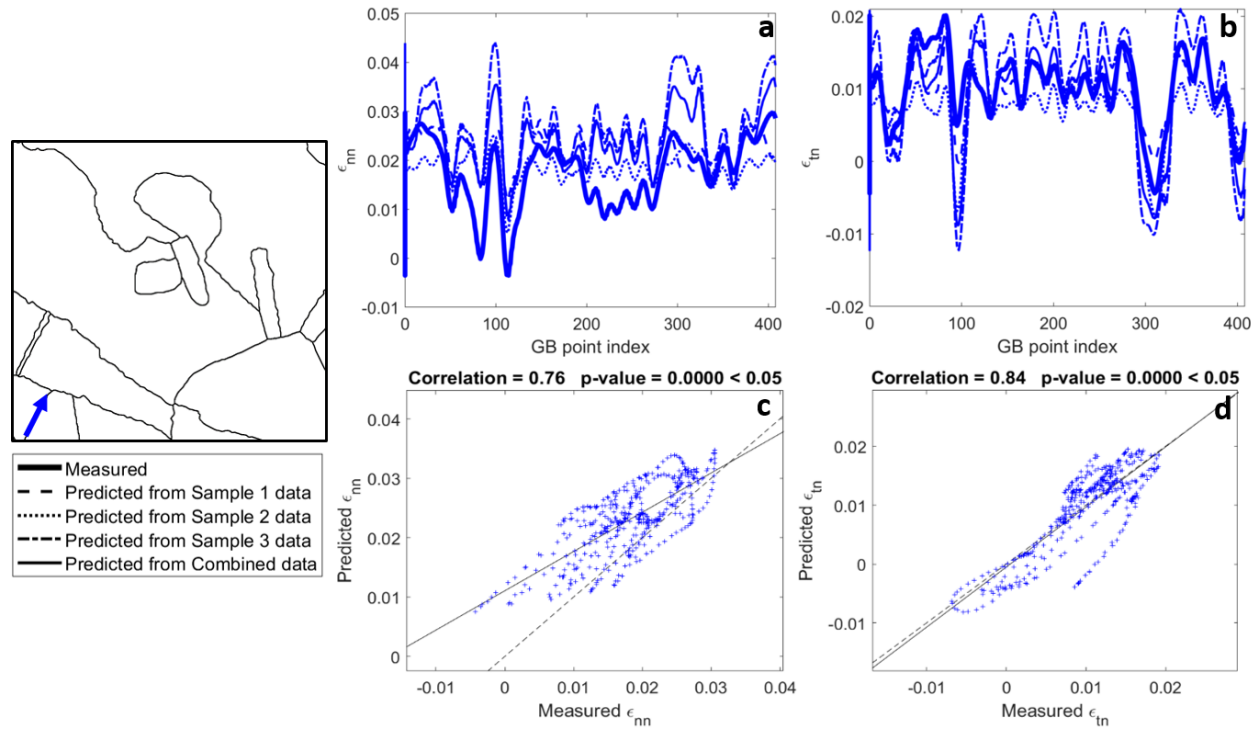 Measured
Predicted from Sample 1 data
Predicted from Sample 2 data
Predicted from Sample 3 data
Predicted from Combined data
a
0.05
0.04
0.03
0.02
0.01
0
-0.01
ϵnn
0 100 200 300 400
GB point index
b
0.02
0.01
0
-0.01
-0.02
ϵtn
0 100 200 300 400
GB point index
Correlation = 0.76 p-value = 0.0000 < 0.05
c
0.04
0.03
0.02
0.01
0
Predicted ϵnn
-0.01 0 0.01 0.02 0.03 0.04
Measured ϵnn
Correlation = 0.84 p-value = 0.0000 < 0.05
d
0.02
0.01
0
-0.01
Predicted ϵtn
-0.01 0 0.01 0.02
Measured ϵtn